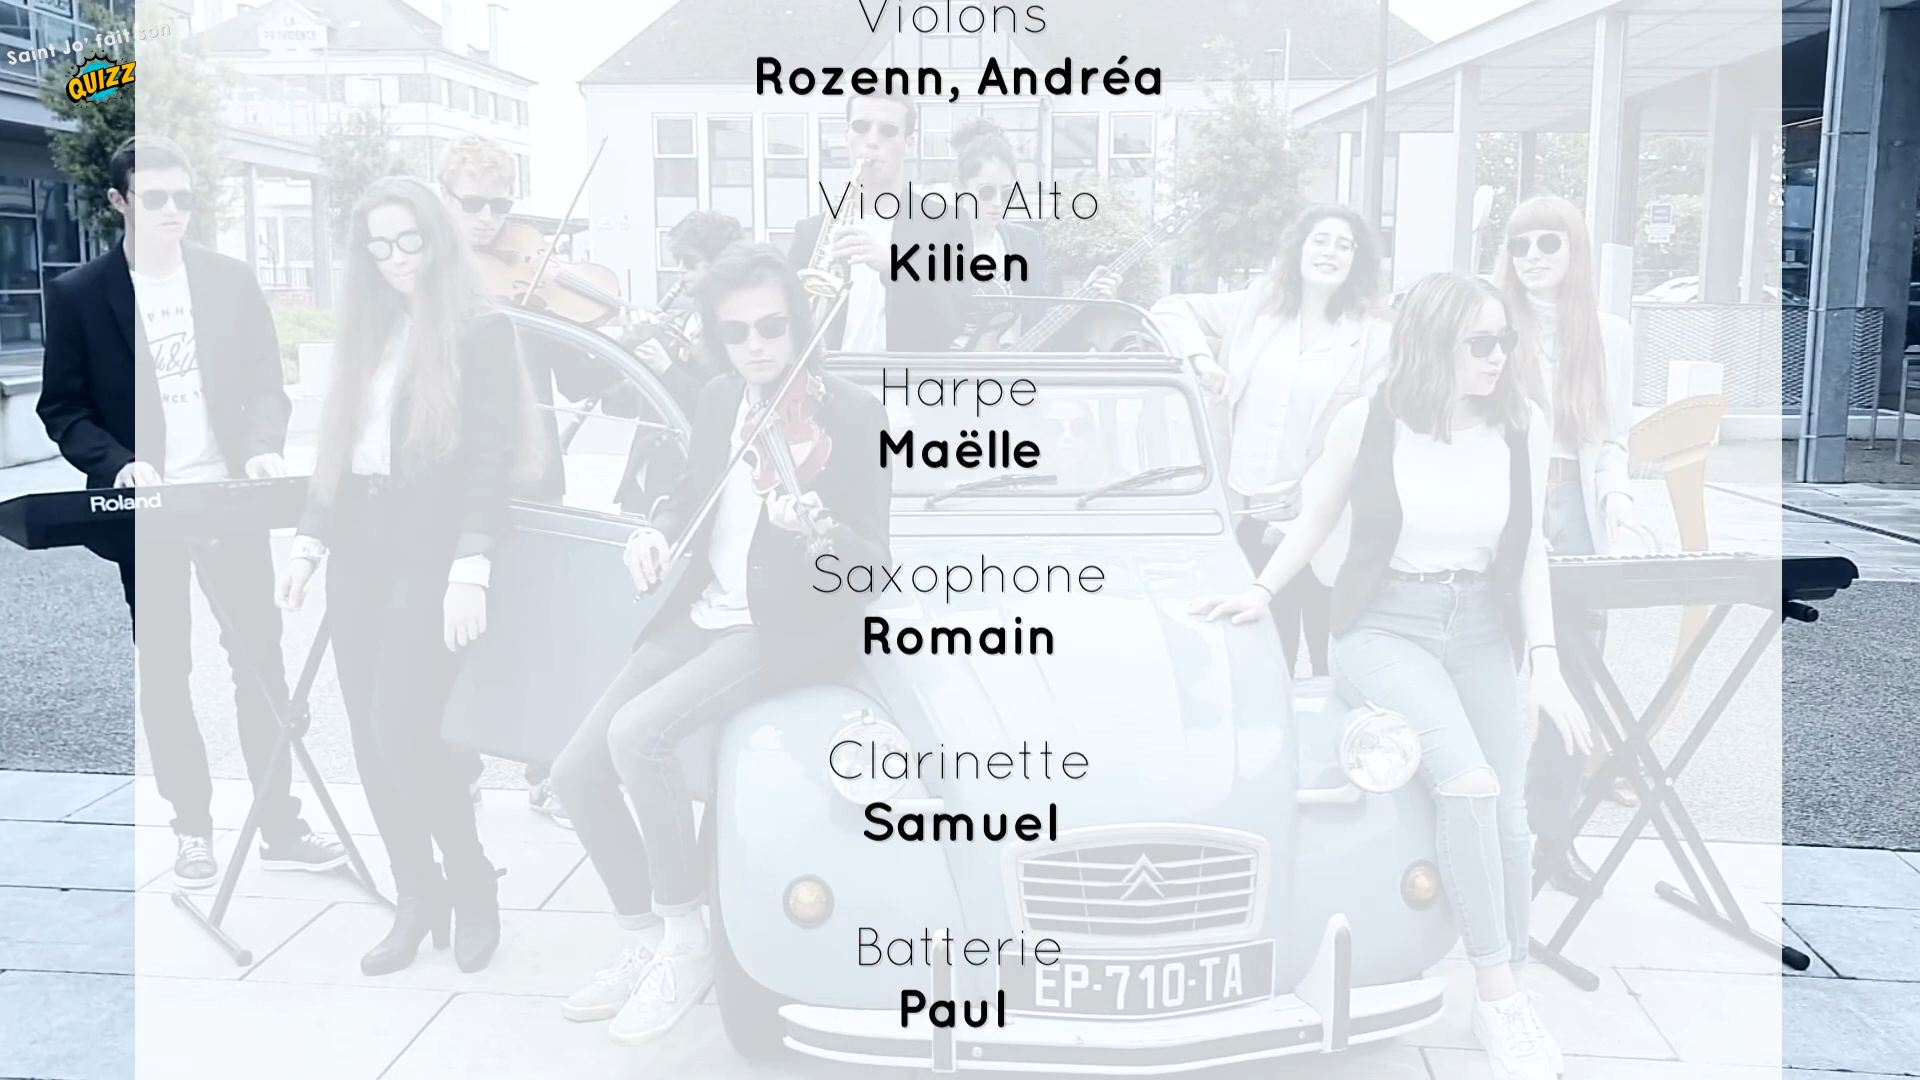 Saint Jo' fait son
QUIZZ
Violons
Rozenn, Andréa
Violon Alto
Kilien
Harpe
Maëlle
Saxophone
Romain
Clarinette
Samuel
Batterie
Paul
Roland
EP-710-TA
PROVIDENCE